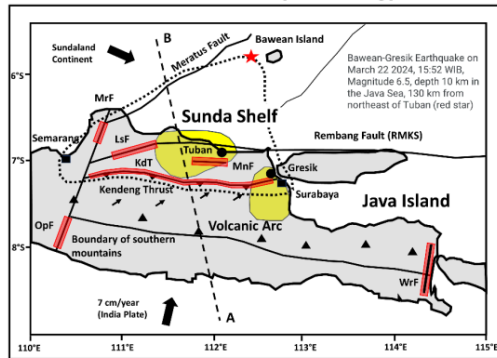 B
Bawean Island
Meratus Fault
Sundaland
Continent
Bawean-Gresik Earthquake on
March 22 2024, 15:52 WIB,
Magnitude 6.5, depth 10 km in
the Java Sea, 130 km from
northeast of Tuban (red star)
6°S
MrF
Sunda Shelf
Semarang
LsF
Tuban
Rembang Fault (RMKS)
7°S
KdT
MnF
Gresik
Kendeng Thrust
Surabaya
Java Island
OpF
Volcanic Arc
Boundary of southern
mountains
8°S
WrF
7 cm/year
(India Plate)
A
110°E
111°E
112°E
113°E
114°E
115°E